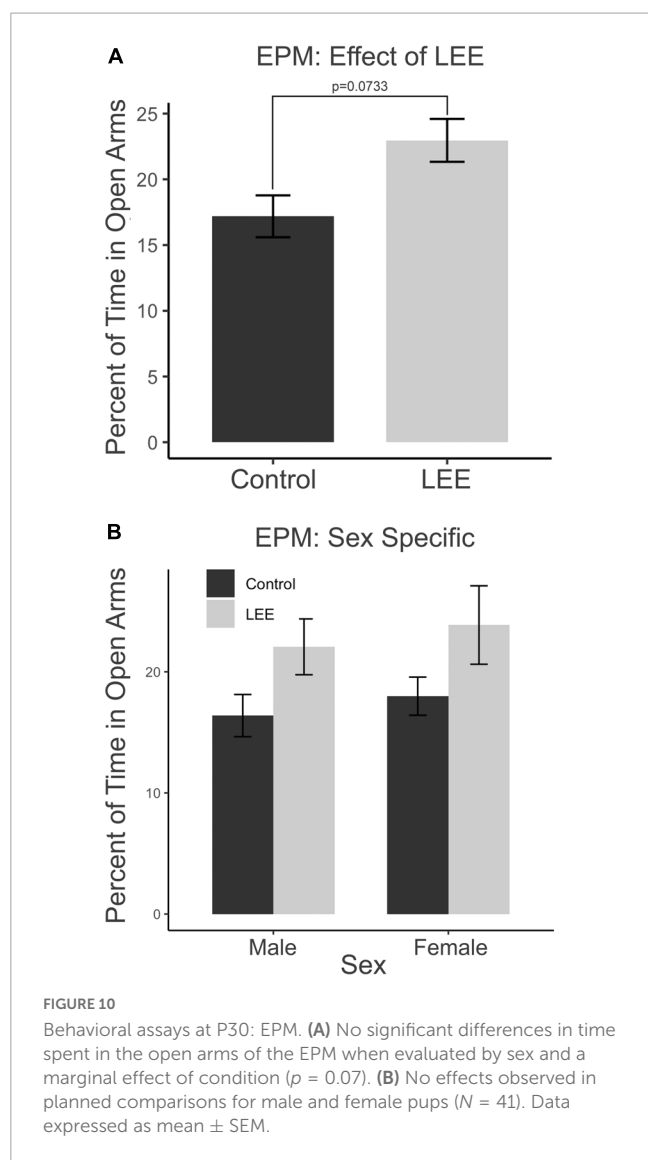 A
EPM: Effect of LEE
p=0.0733
Percent of Time in Open Arms
25
20
15
10
5
0
Control
LEE
B
EPM: Sex Specific
Control
LEE
Percent of Time in Open Arms
20
10
0
Male
Female
Sex
FIGURE 10
Behavioral assays at P30: EPM. (A) No significant differences in time
spent in the open arms of the EPM when evaluated by sex and a
marginal effect of condition (p = 0.07). (B) No effects observed in
planned comparisons for male and female pups (N = 41). Data
expressed as mean ± SEM.